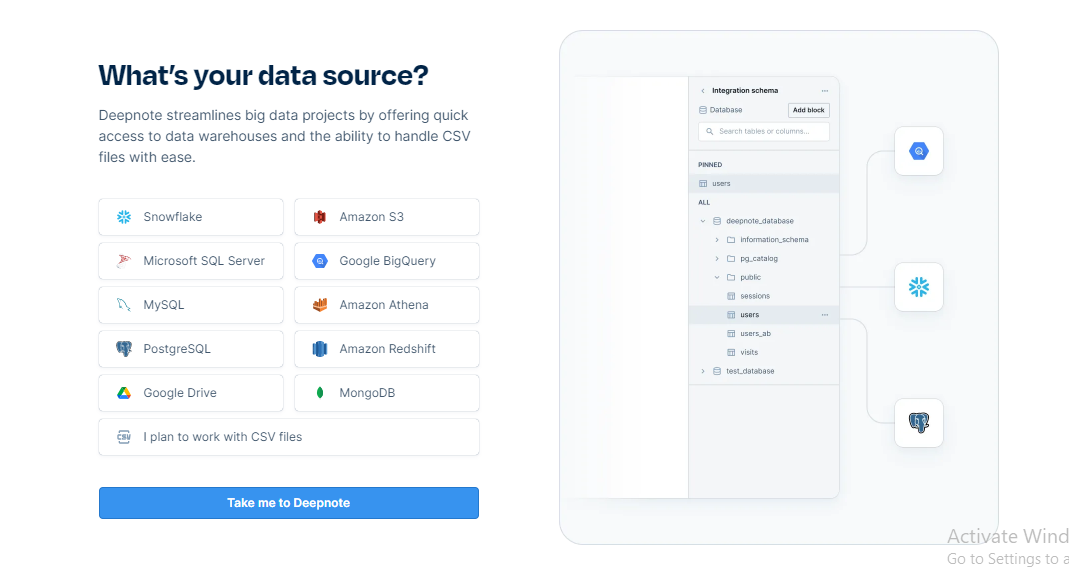 What's your data source?
Deepnote streamlines big data projects by offering quick
access to data warehouses and the ability to handle CSV
files with ease.
Snowflake
Amazon S3
Microsoft SQL Server
Google BigQuery
MySQL
Amazon Athena
PostgreSQL
Amazon Redshift
Google Drive
MongoDB
CSV I plan to work with CSV files
Take me to Deepnote
Integration schema
Database
Add block
Search tables or columns...
PINNED
users
ALL
deepnote_database
information_schema
pg_catalog
public
sessions
users
users_ab
visits
test_database
Activate Wind
Go to Settings to a